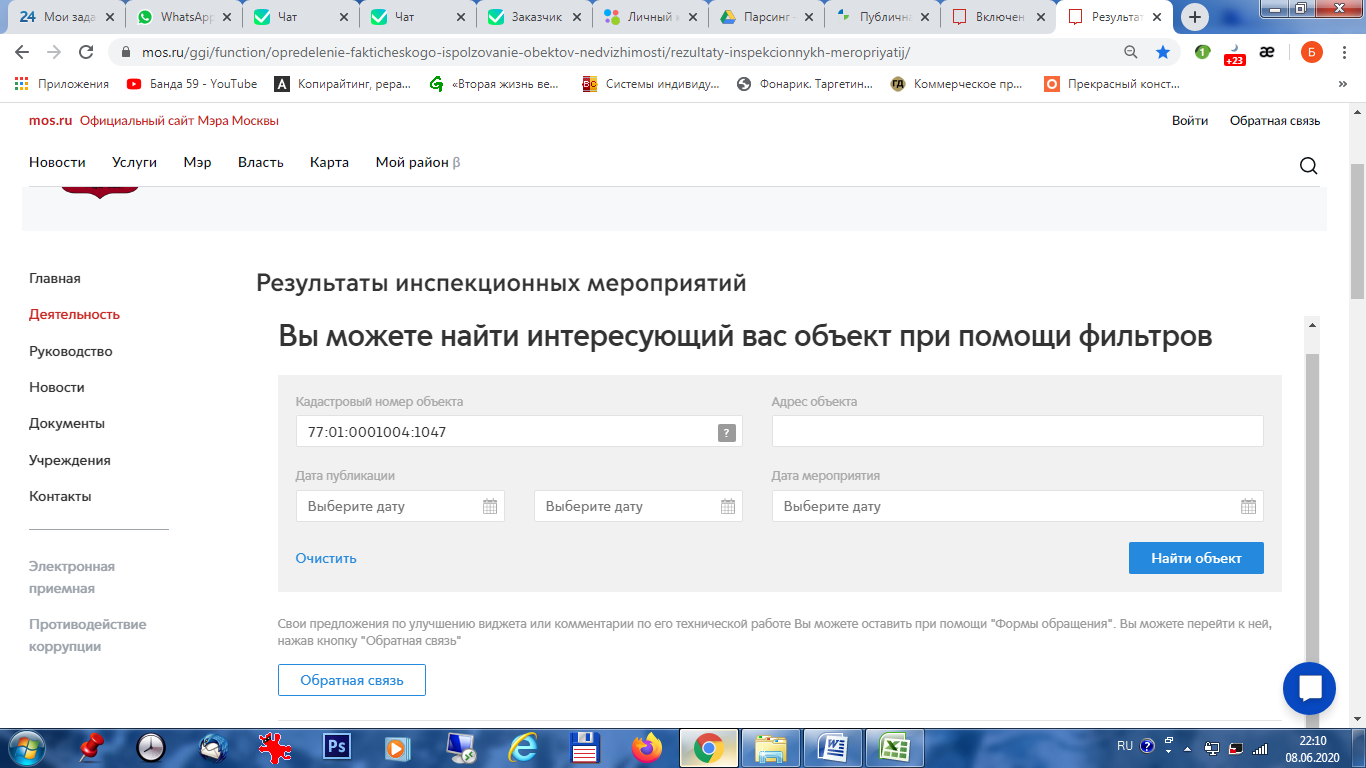 24 Мои зада
WhatsApp
Чат
Чат
Заказчик
Личный к
Парсинг
Публична
Включен
Результат
mos.ru/ggi/function/opredelenie-fakticheskogo-ispolzovanie-obektov-nedvizhimosti/rezultaty-inspekcionnykh-meropriyatij/
1
+23
æ
Б
Приложения
Банда 59 - YouTube
Копирайтинг, рера...
«Вторая жизнь ве...
Системы индивиду...
Фонарик. Таргетин...
Коммерческое пр...
Прекрасный конст...
»
mos.ru Официальный сайт Мэра Москвы
Войти Обратная связь
Новости Услуги Мэр Власть Карта Мой район β
Главная
Деятельность
Руководство
Новости
Документы
Учреждения
Контакты
Электронная
приемная
Противодействие
коррупции
Результаты инспекционных мероприятий
Вы можете найти интересующий вас объект при помощи фильтров
Кадастровый номер объекта
77:01:0001004:1047
?
Адрес объекта
Дата публикации
Выберите дату
Выберите дату
Дата мероприятия
Выберите дату
Очистить
Найти объект
Свои предложения по улучшению виджета или комментарии по его технической работе Вы можете оставить при помощи "Формы обращения". Вы можете перейти к ней,
нажав кнопку "Обратная связь"
Обратная связь
Ps
RU
22:10
08.06.2020